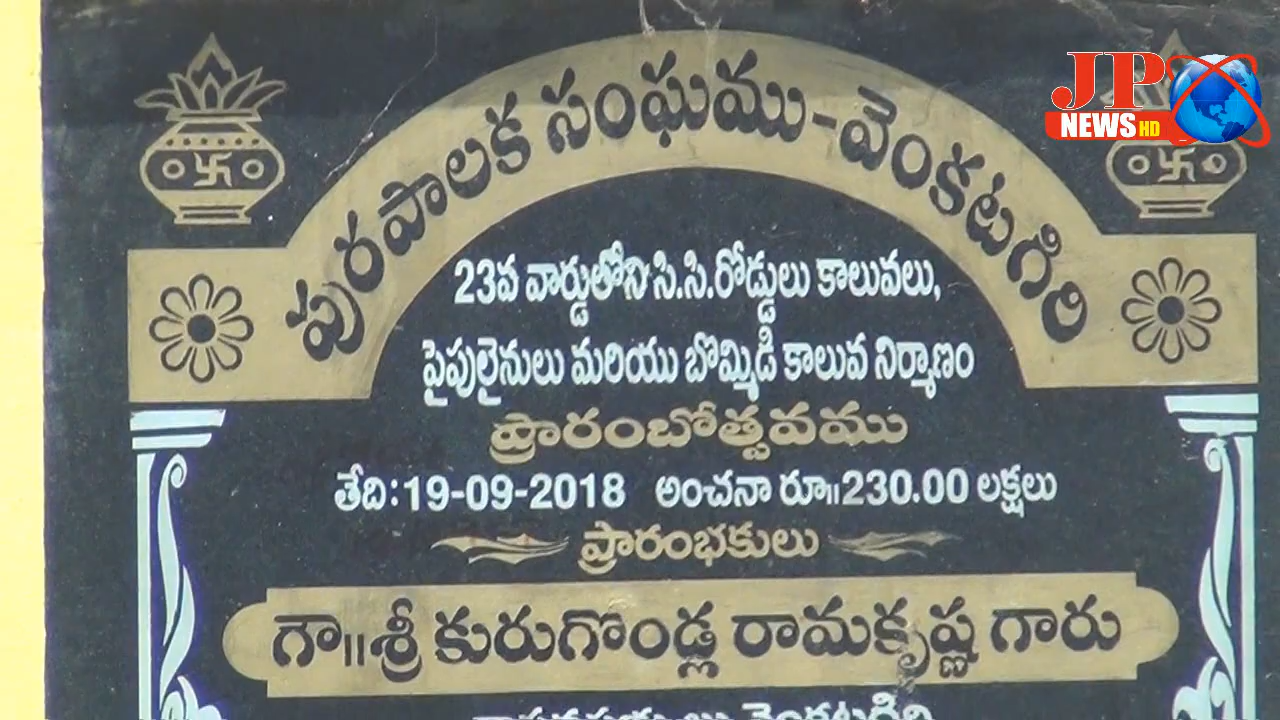 JP
NEWS HD
పురపాలక సంఘము-వెంకటగిరి
23వ వార్డులోని సి.సి.రోడ్డులు కాలువలు,
పైపులైనులు మరియు బొమ్మిడి కాలువ నిర్మాణం
ప్రారంబోత్సవము
తేది:19-09-2018 అంచనా రూ॥230.00 లక్షలు
ప్రారంభకులు
గౌ॥శ్రీ కురుగొండ్ల రామకృష్ణ గారు